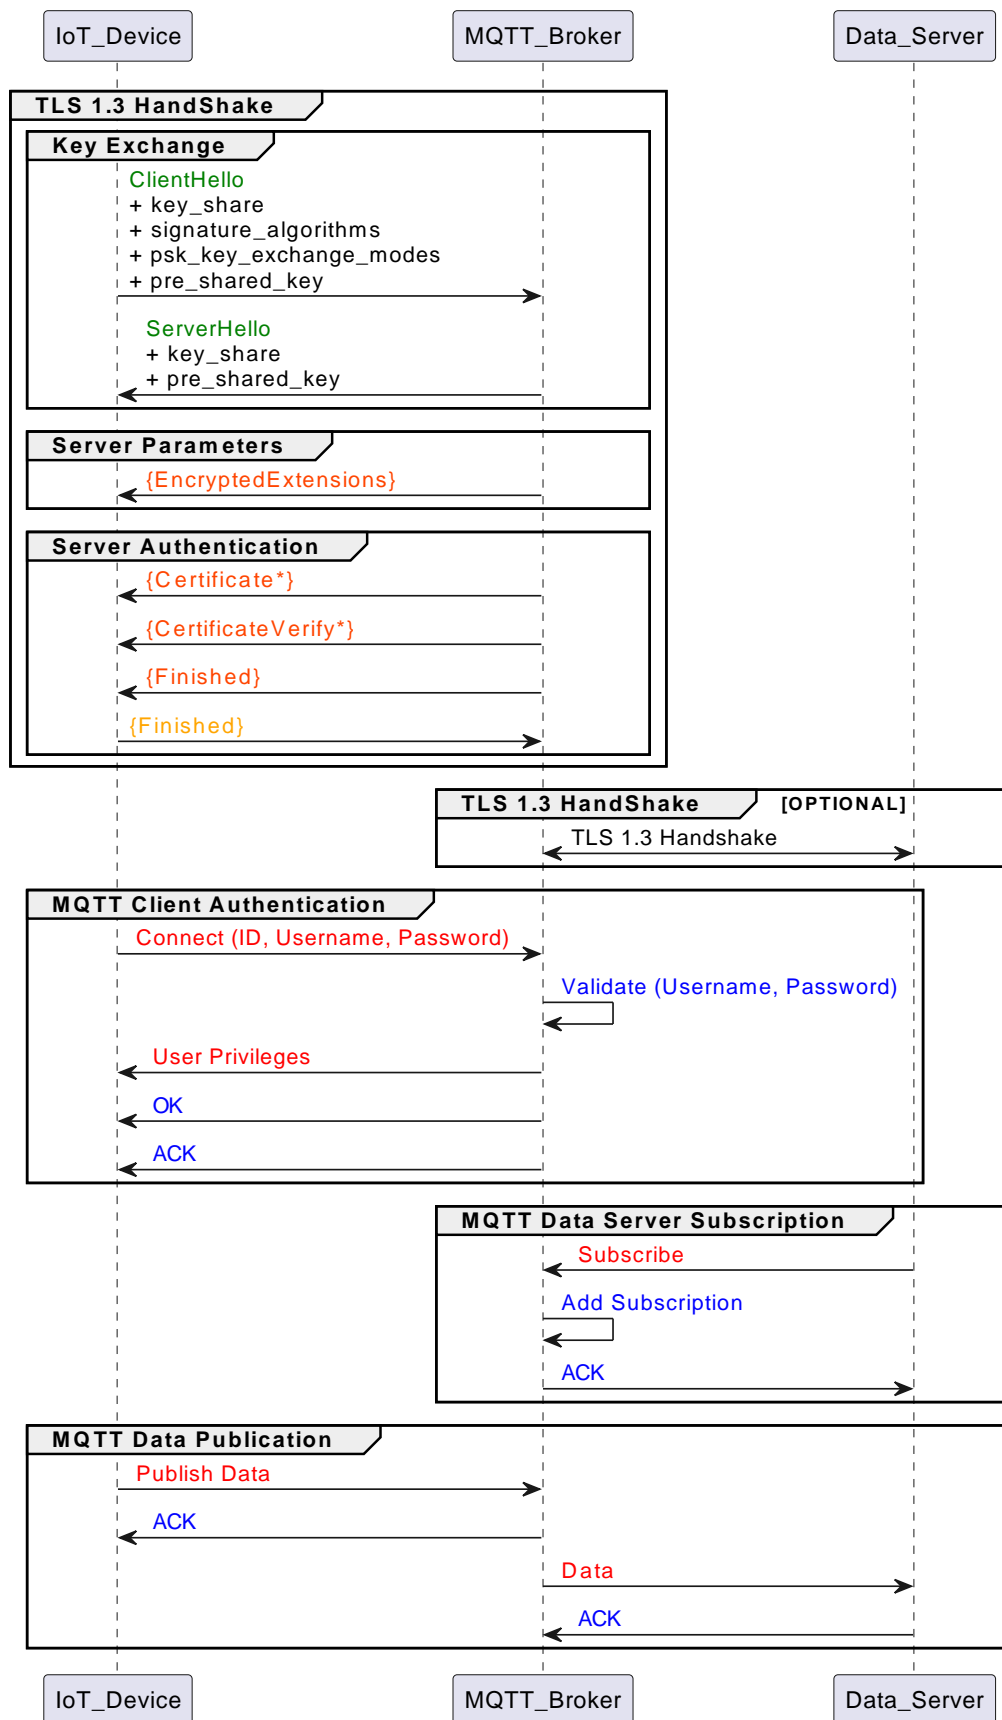 IoT_Device
MQTT_Broker
Data_Server
TLS 1.3 HandShake
Key Exchange
ClientHello
+ key_share
+ signature_algorithms
+ psk_key_exchange_modes
+ pre_shared_key
ServerHello
+ key_share
+ pre_shared_key
Server Parameters
{EncryptedExtensions}
Server Authentication
{Certificate*}
{CertificateVerify*}
{Finished}
{Finished}
TLS 1.3 HandShake [OPTIONAL]
TLS 1.3 Handshake
MQTT Client Authentication
Connect (ID, Username, Password)
Validate (Username, Password)
User Privileges
OK
ACK
MQTT Data Server Subscription
Subscribe
Add Subscription
ACK
MQTT Data Publication
Publish Data
ACK
Data
ACK
IoT_Device
MQTT_Broker
Data_Server